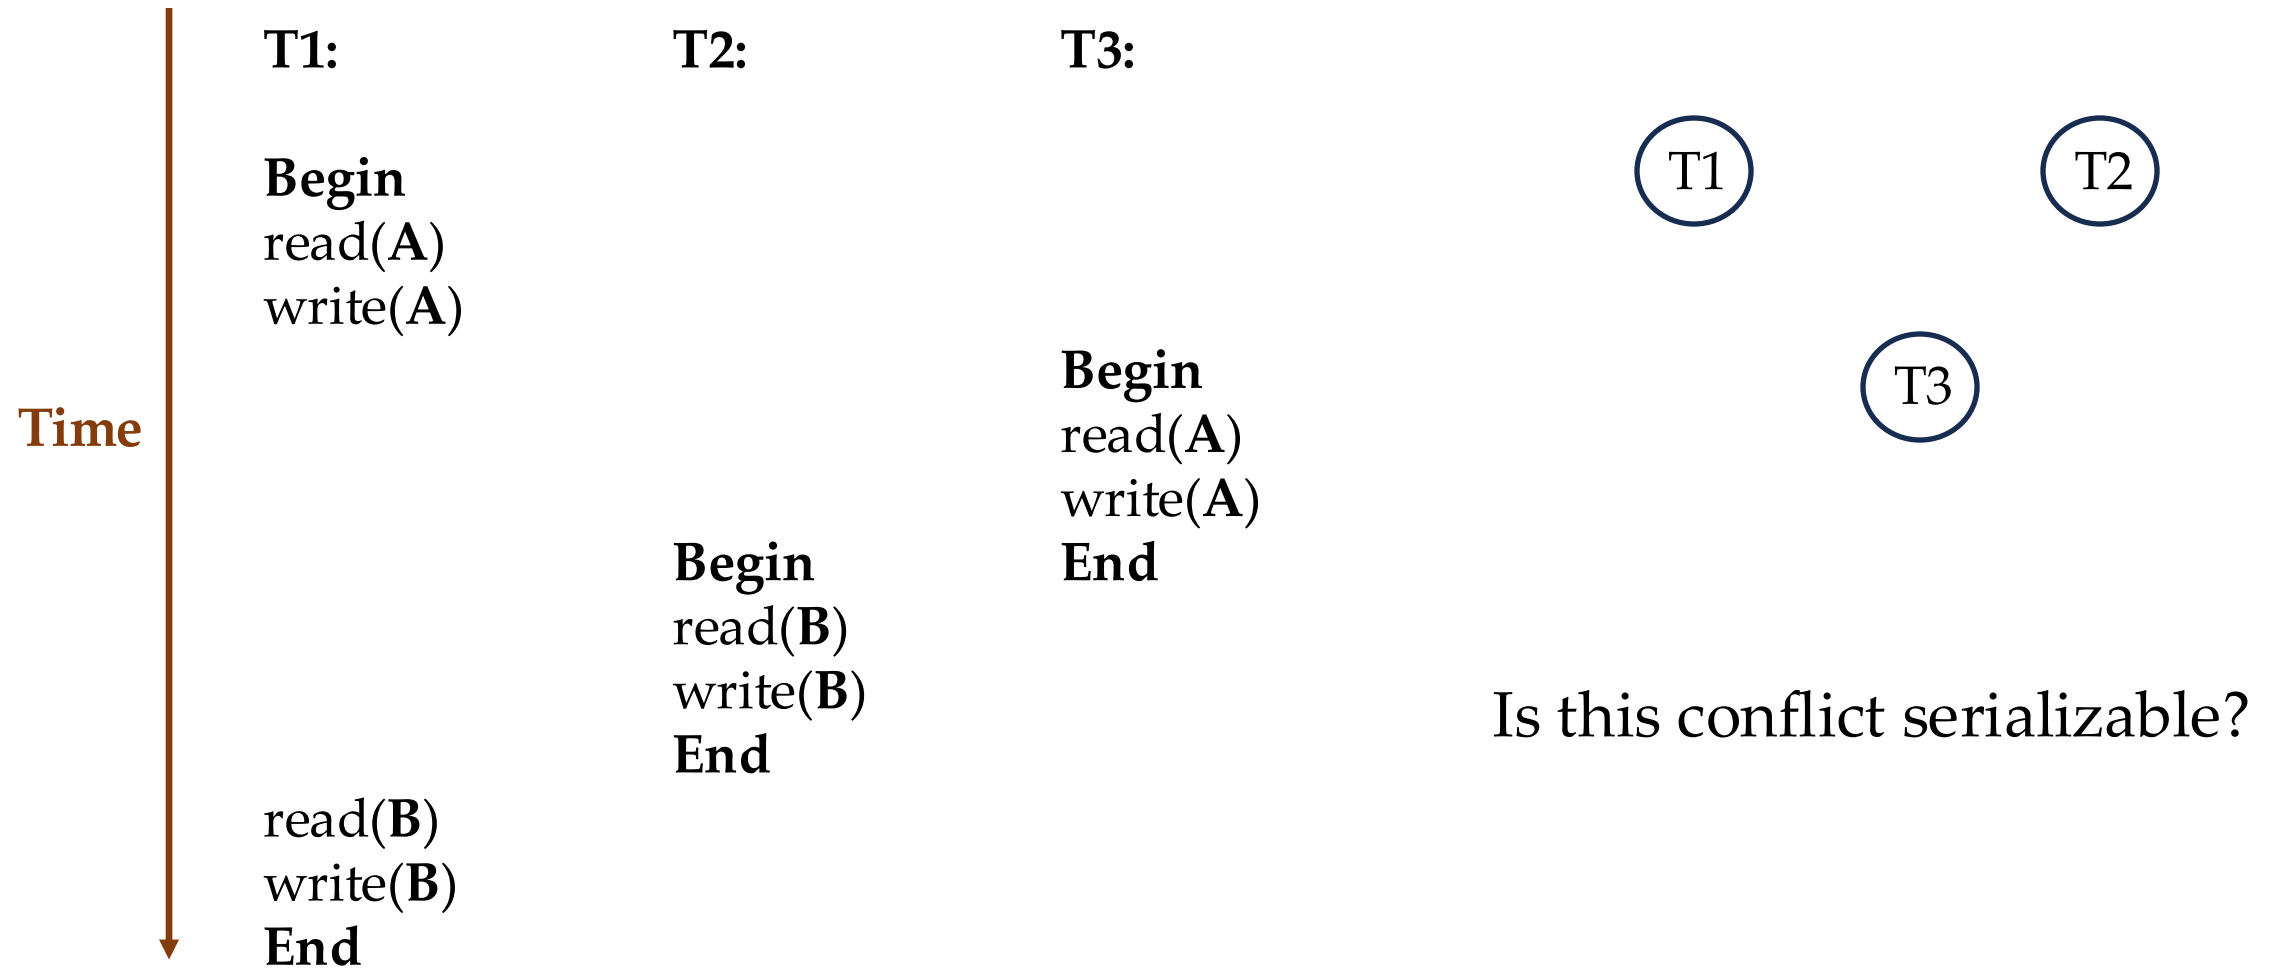 T1:
T2:
T3:
Begin
read(A)
write(A)
Begin
read(A)
write(A)
End
Begin
read(B)
write(B)
End
read(B)
write(B)
End
Time
T1
T2
T3
Is this conflict serializable?